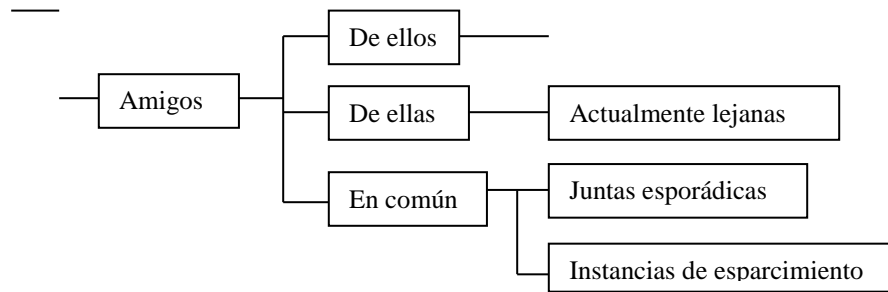 De ellos
Amigos
De ellas
Actualmente lejanas
En común
Juntas esporádicas
Instancias de esparcimiento